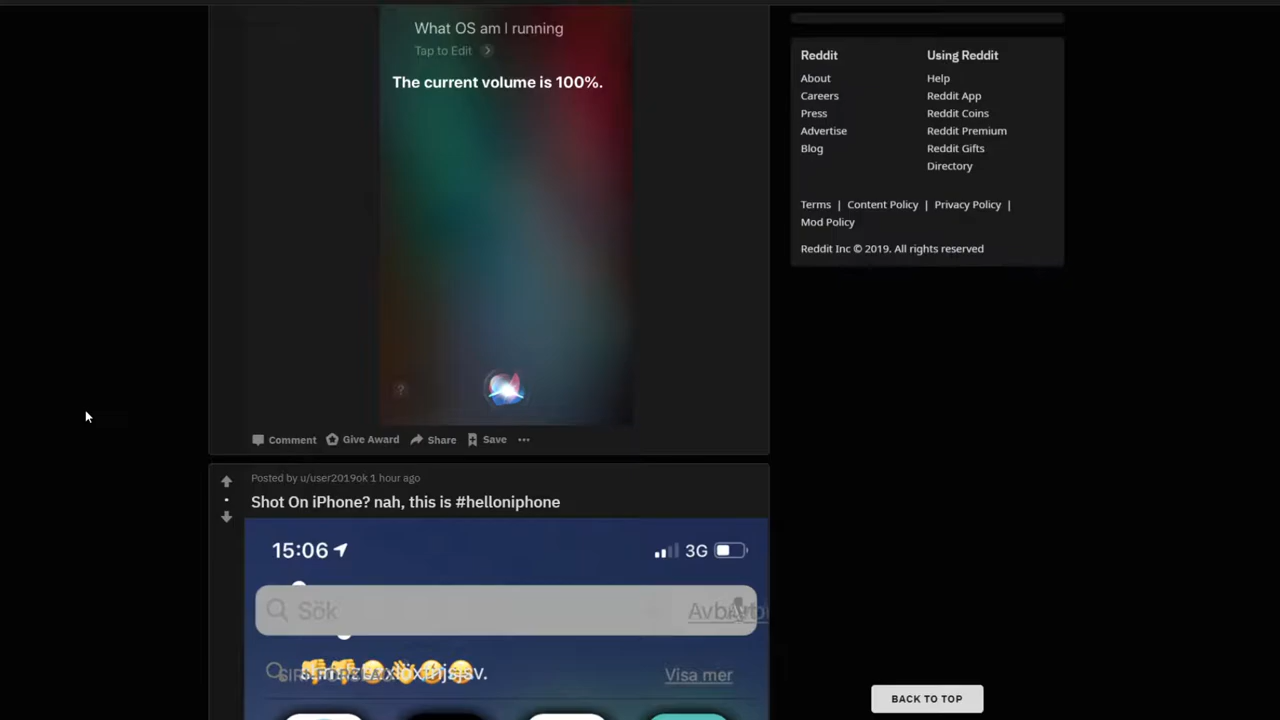 What OS am I running
Tap to Edit
The current volume is 100%.
?
Comment Give Award Share Save
Posted by u/user2019ok 1 hour ago
Shot On iPhone? nah, this is #helloniphone
15:06 3G
Sök
Visa mer
Reddit
About
Careers
Press
Advertise
Blog
Using Reddit
Help
Reddit App
Reddit Coins
Reddit Premium
Reddit Gifts
Directory
Terms | Content Policy | Privacy Policy |
Mod Policy
Reddit Inc © 2019. All rights reserved
BACK TO TOP